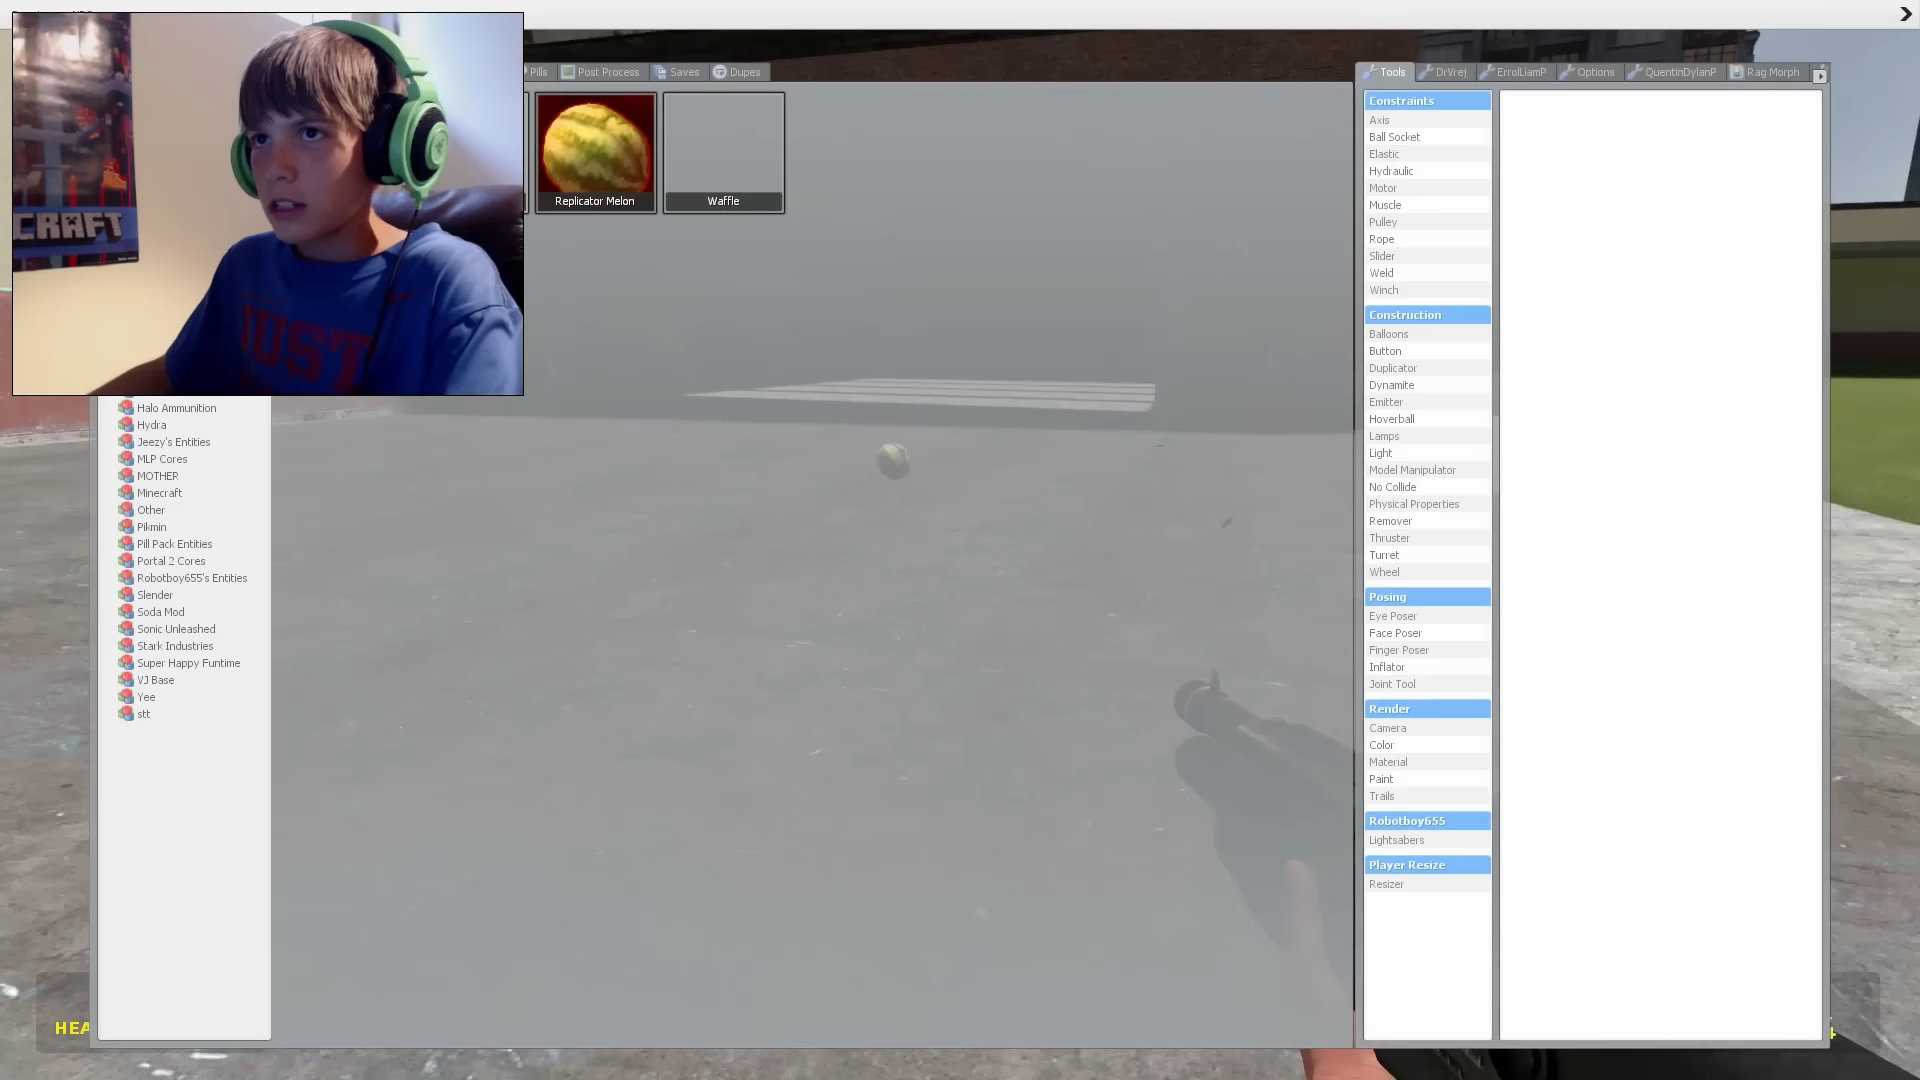 CRAFT
JUST
Pills
Post Process
Saves
Dupes
Replicator Melon
Waffle
Halo Ammunition
Hydra
Jeezy's Entities
MLP Cores
MOTHER
Minecraft
Other
Pikmin
Pill Pack Entities
Portal 2 Cores
Robotboy655's Entities
Slender
Soda Mod
Sonic Unleashed
Stark Industries
Super Happy Funtime
VJ Base
Yee
stt
HEA
Tools
DrVrej
ErrolLiamP
Options
QuentinDylanP
Rag Morph
Constraints
Axis
Ball Socket
Elastic
Hydraulic
Motor
Muscle
Pulley
Rope
Slider
Weld
Winch
Construction
Balloons
Button
Duplicator
Dynamite
Emitter
Hoverball
Lamps
Light
Model Manipulator
No Collide
Physical Properties
Remover
Thruster
Turret
Wheel
Posing
Eye Poser
Face Poser
Finger Poser
Inflator
Joint Tool
Render
Camera
Color
Material
Paint
Trails
Robotboy655
Lightsabers
Player Resize
Resizer